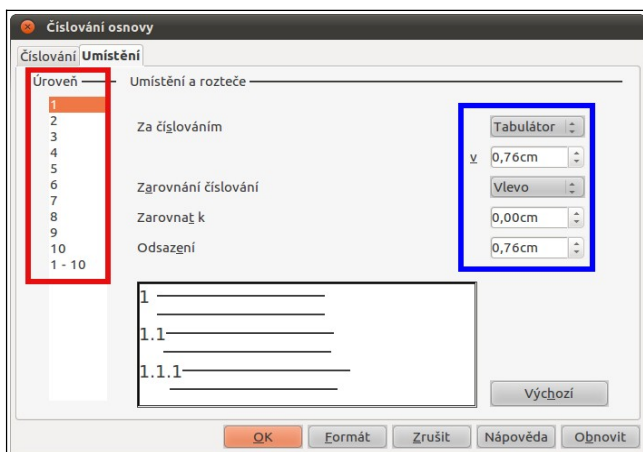 Číslování osnovy
Číslování Umístění
Úroveň
Umístění a rozteče
1
2
3
4
5
6
7
8
9
10
1 - 10
Za číslováním
Tabulátor
v 0,76cm
Zarovnání číslování
Vlevo
Zarovnat k
0,00cm
Odsazení
0,76cm
1
1.1
1.1.1
Výchozí
OK Formát Zrušit Nápověda Obnovit